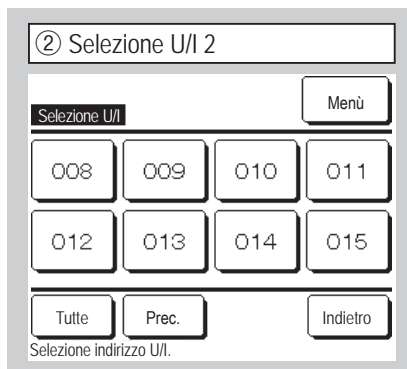 ② Selezione U/I 2
Menù
Selezione U/I
008 009 010 011
012 013 014 015
Tutte Prec. Indietro
Selezione indirizzo U/I.